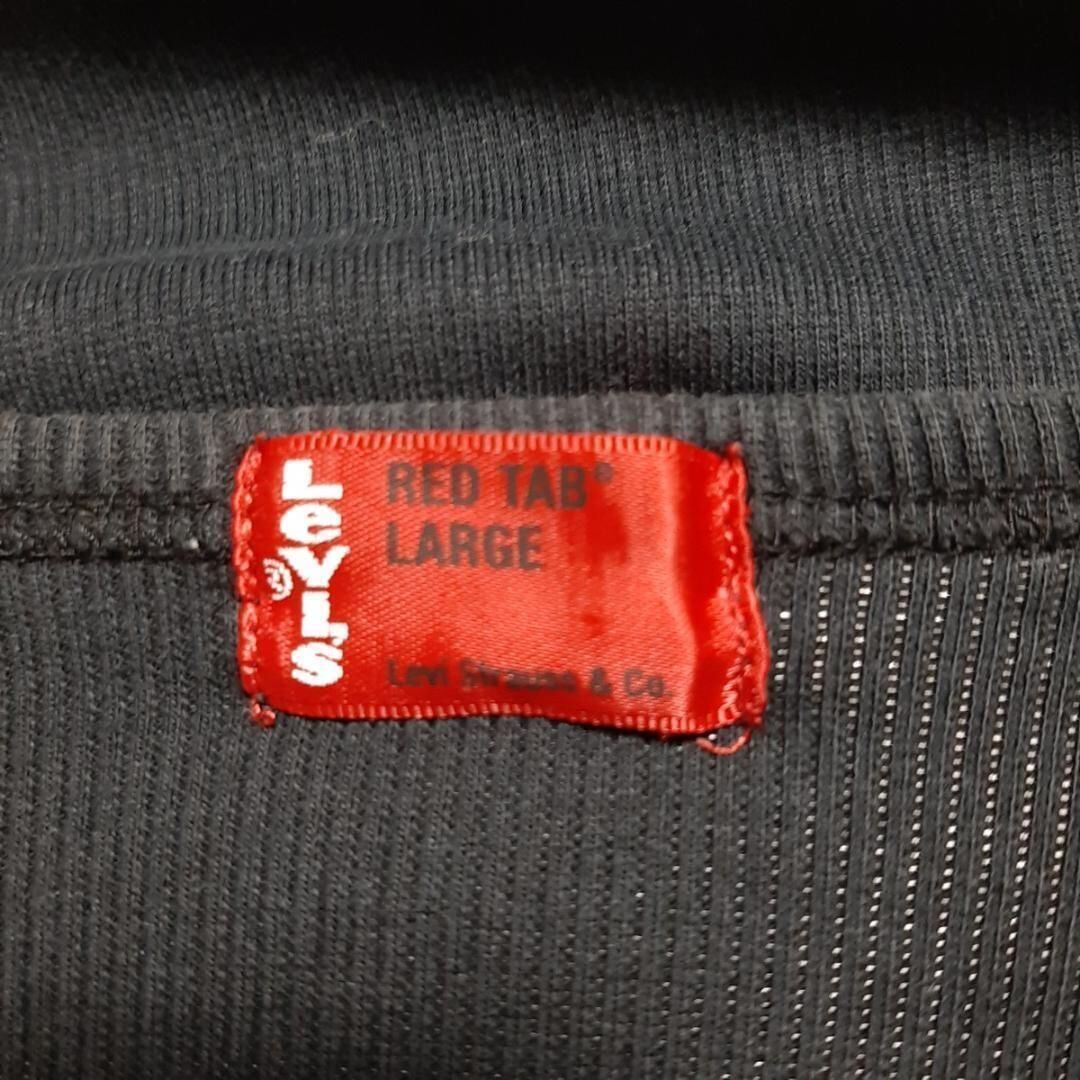 LeVI'S®
RED TAB®
LARGE
Levi Strauss & Co.